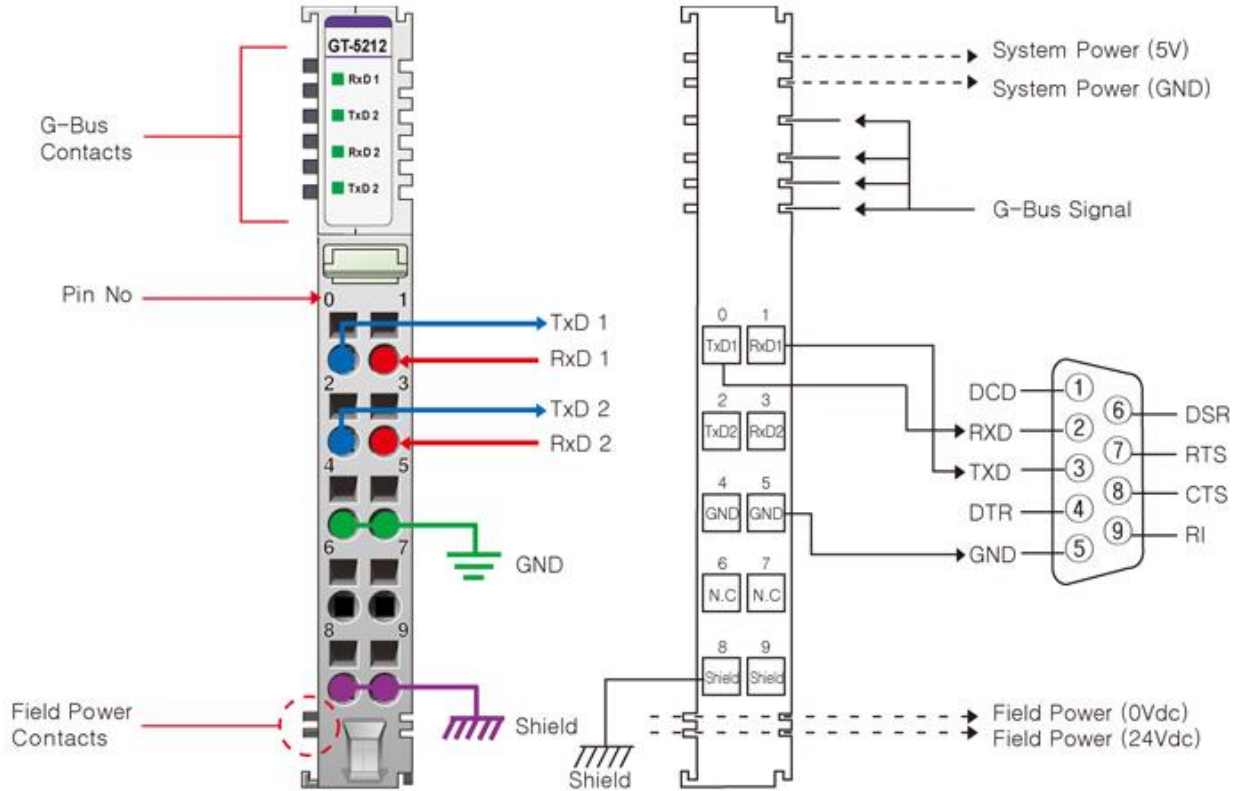 GT-5212
RxD 1
TxD 2
RxD 2
TxD 2
G-Bus
Contacts
Pin No
0 1
2 3
4 5
6 7
8 9
TxD 1
RxD 1
TxD 2
RxD 2
GND
Shield
Field Power
Contacts
System Power (5V)
System Power (GND)
G-Bus Signal
0 1
TxD1 RxD1
2 3
TxD2 RxD2
4 5
GND GND
6 7
N.C N.C
8 9
Shield Shield
Shield
Field Power (0Vdc)
Field Power (24Vdc)
DCD 1
RXD 2
TXD 3
DTR 4
GND 5
6 DSR
7 RTS
8 CTS
9 RI